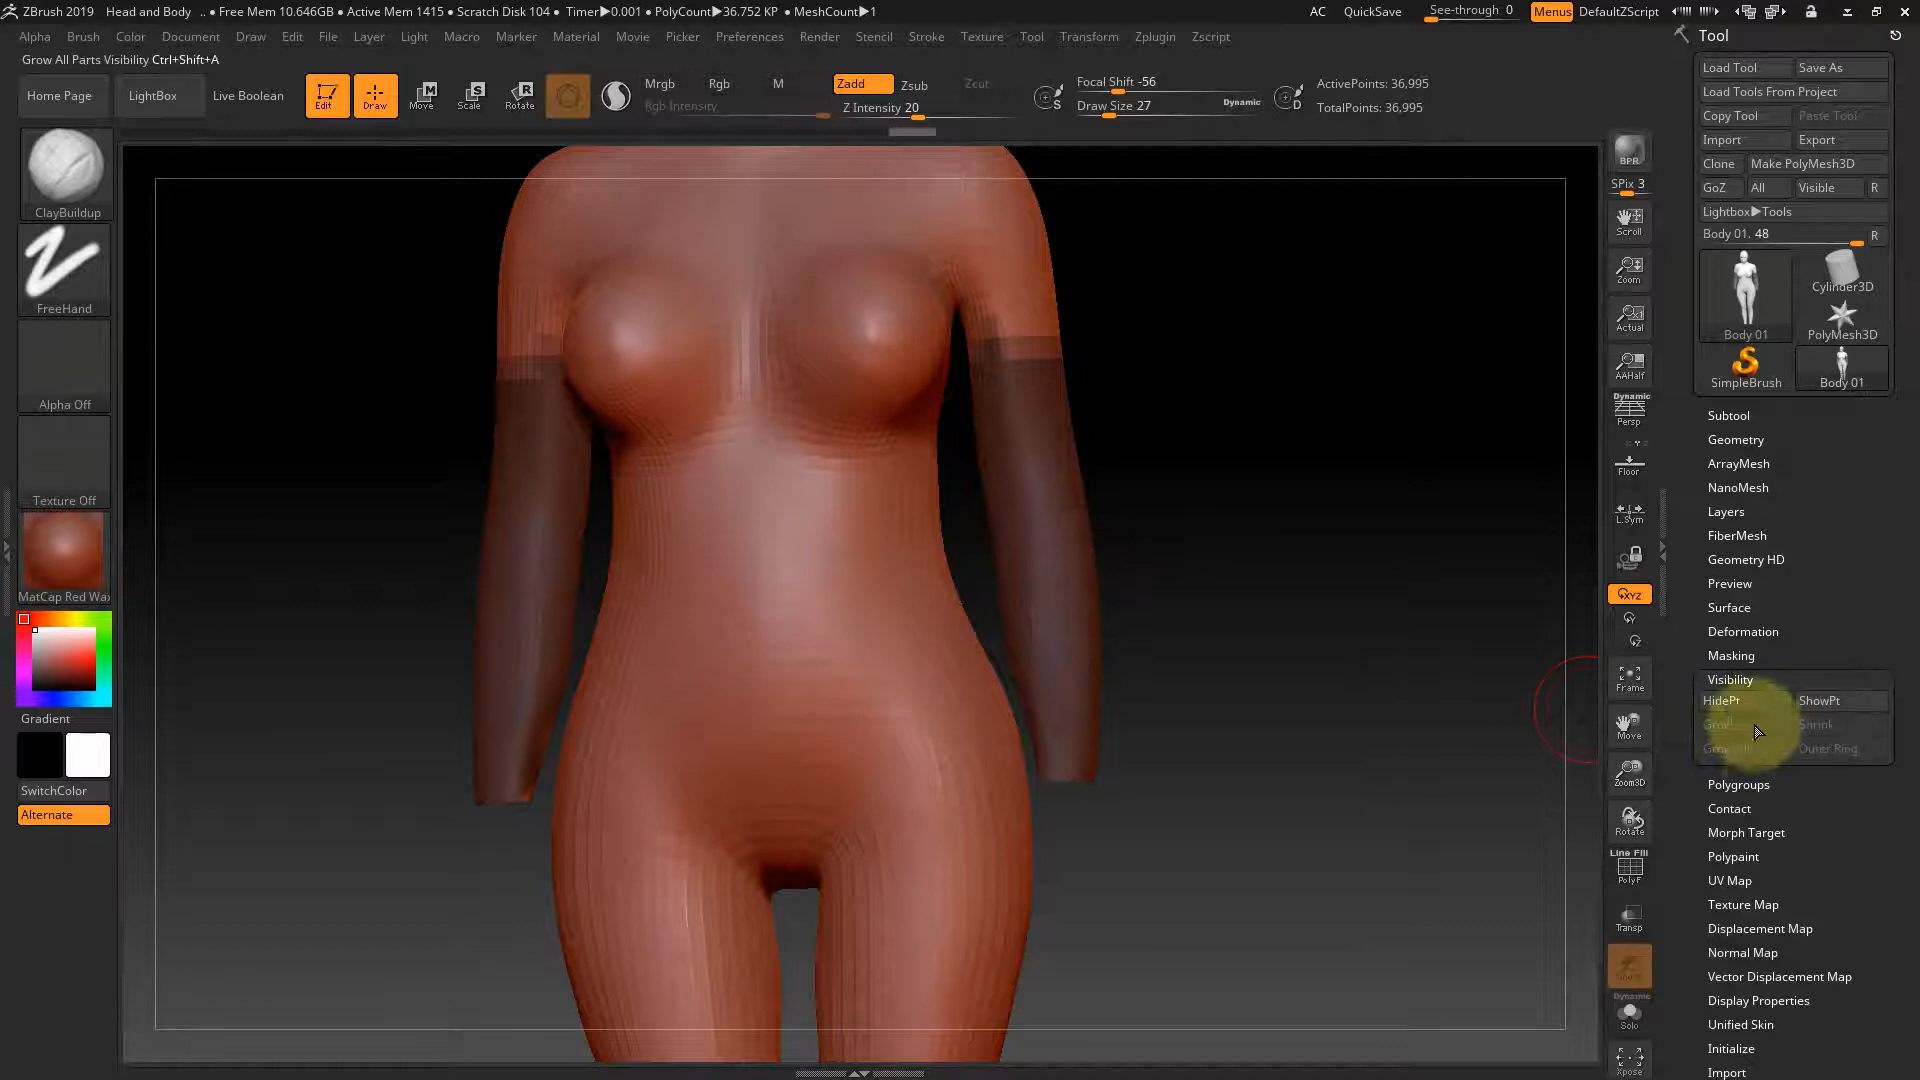 ZBrush 2019 Head and Body .. • Free Mem 10.646GB • Active Mem 1415 • Scratch Disk 104 • Timer▶0.001 • PolyCount▶36.752 KP • MeshCount▶1 AC QuickSave See-through 0 Menus DefaultZScript
Alpha Brush Color Document Draw Edit File Layer Light Macro Marker Material Movie Picker Preferences Render Stencil Stroke Texture Tool Transform Zplugin Zscript
Grow All Parts Visibility Ctrl+Shift+A
Home Page LightBox Live Boolean Edit Draw Move Scale Rotate
Mrgb Rgb M
Rgb Intensity
Zadd Zsub Zcut
Z Intensity 20
S
Focal Shift -56
Draw Size 27 Dynamic
D
ActivePoints: 36,995
TotalPoints: 36,995
ClayBuildup
FreeHand
Alpha Off
Texture Off
MatCap Red Wax
Gradient
SwitchColor
Alternate
BPR
SPix 3
Scroll
Zoom
Actual
AAHalf
Dynamic
Persp
Floor
L.Sym
XYZ
Frame
Move
Zoom3D
Rotate
Line Fill
PolyF
Transp
Dynamic
Solo
Xpose
Tool
Load Tool Save As
Load Tools From Project
Copy Tool Paste Tool
Import Export
Clone Make PolyMesh3D
GoZ All Visible R
Lightbox▶Tools
Body 01. 48 R
Body 01
Cylinder3D
PolyMesh3D
SimpleBrush
Body 01
Subtool
Geometry
ArrayMesh
NanoMesh
Layers
FiberMesh
Geometry HD
Preview
Surface
Deformation
Masking
Visibility
HidePt ShowPt
Grow Shrink
Outer Ring
Polygroups
Contact
Morph Target
Polypaint
UV Map
Texture Map
Displacement Map
Normal Map
Vector Displacement Map
Display Properties
Unified Skin
Initialize
Import